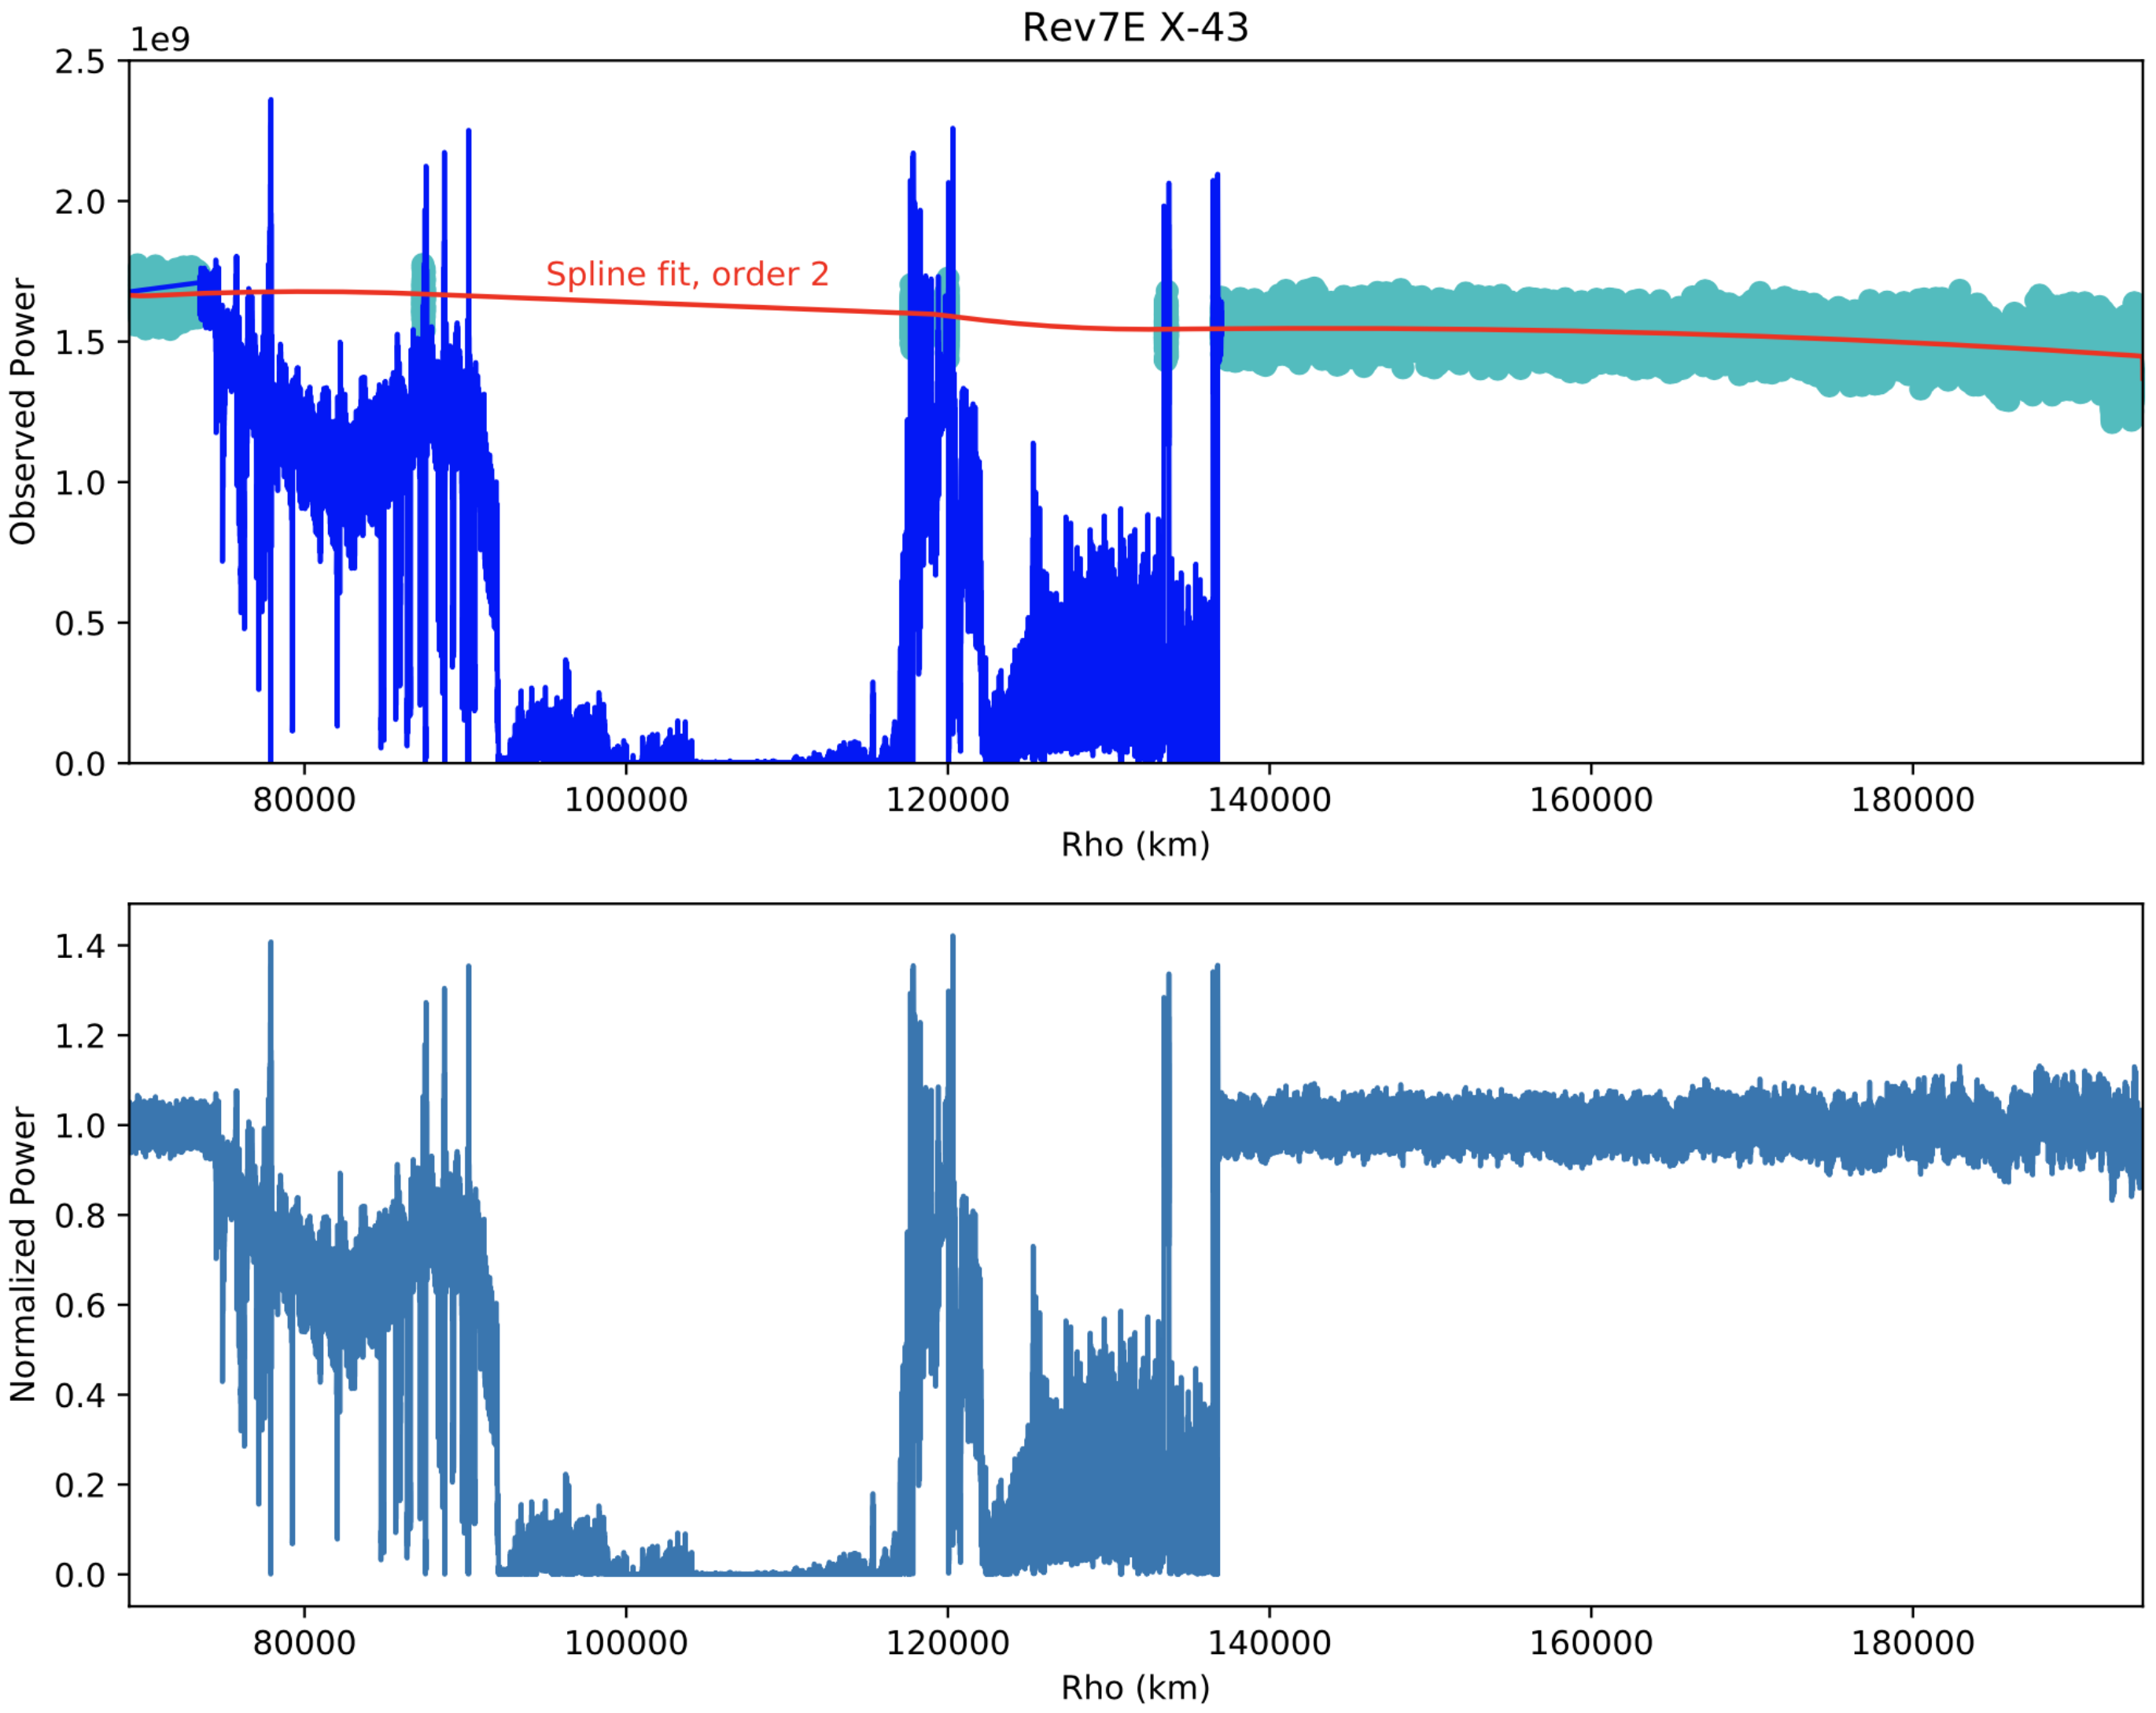 Rev7E X-43
1e9
2.5
2.0
1.5
1.0
0.5
0.0
Observed Power
Spline fit, order 2
80000 100000 120000 140000 160000 180000
Rho (km)
1.4
1.2
1.0
0.8
0.6
0.4
0.2
0.0
Normalized Power
80000 100000 120000 140000 160000 180000
Rho (km)